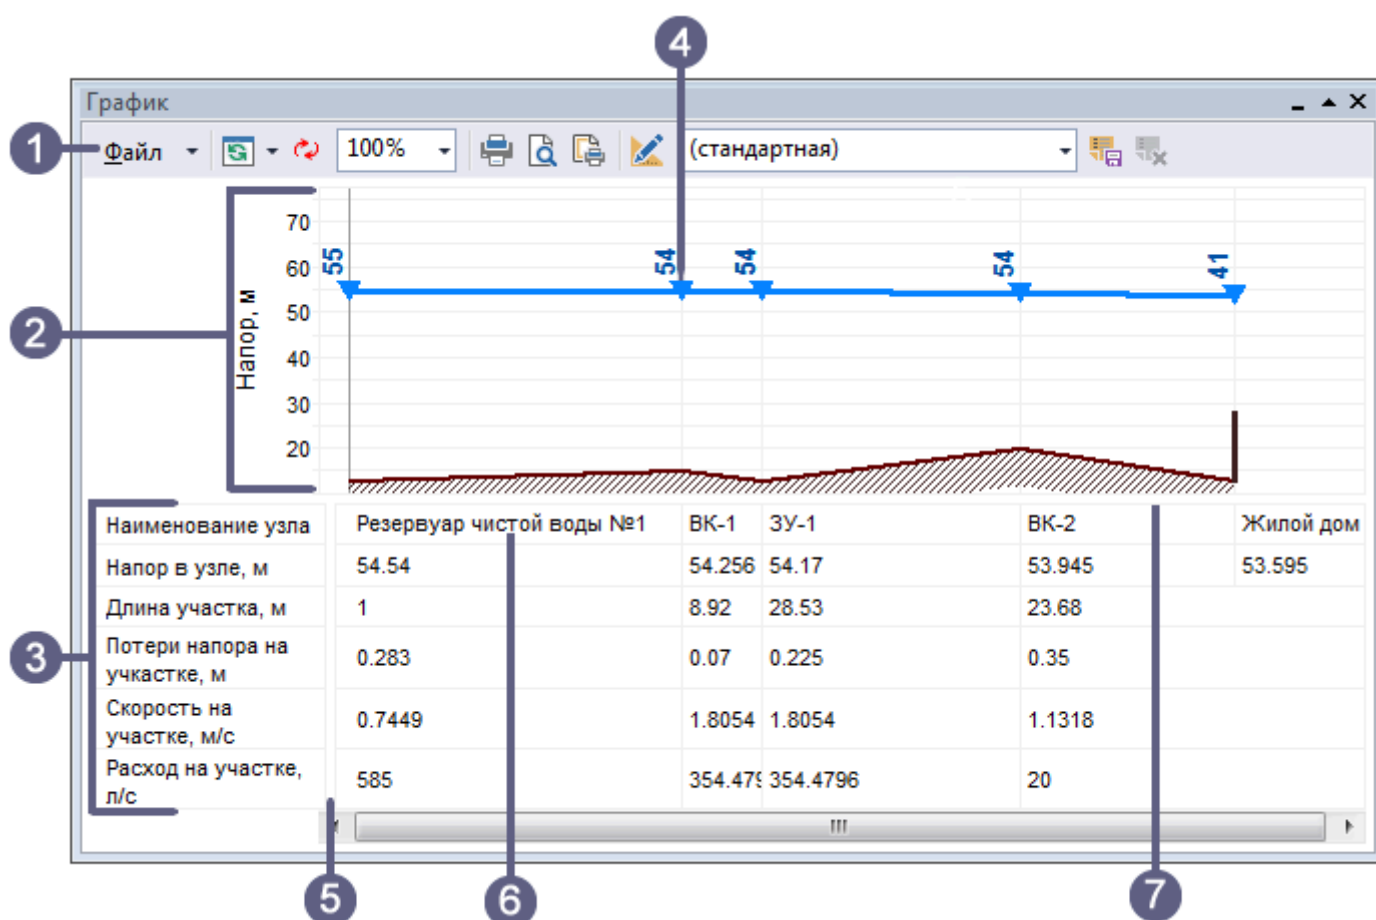 4
График
1
Файл
100%
(стандартная)
2
Напор, м
70
60
50
40
30
20
55
54
54
54
41
3
Наименование узла Резервуар чистой воды №1 ВК-1 ЗУ-1 ВК-2 Жилой дом
Напор в узле, м 54.54 54.256 54.17 53.945 53.595
Длина участка, м 1 8.92 28.53 23.68
Потери напора на
учкастке, м 0.283 0.07 0.225 0.35
Скорость на
участке, м/с 0.7449 1.8054 1.8054 1.1318
Расход на участке,
л/с 585 354.479 354.4796 20
5
6
7